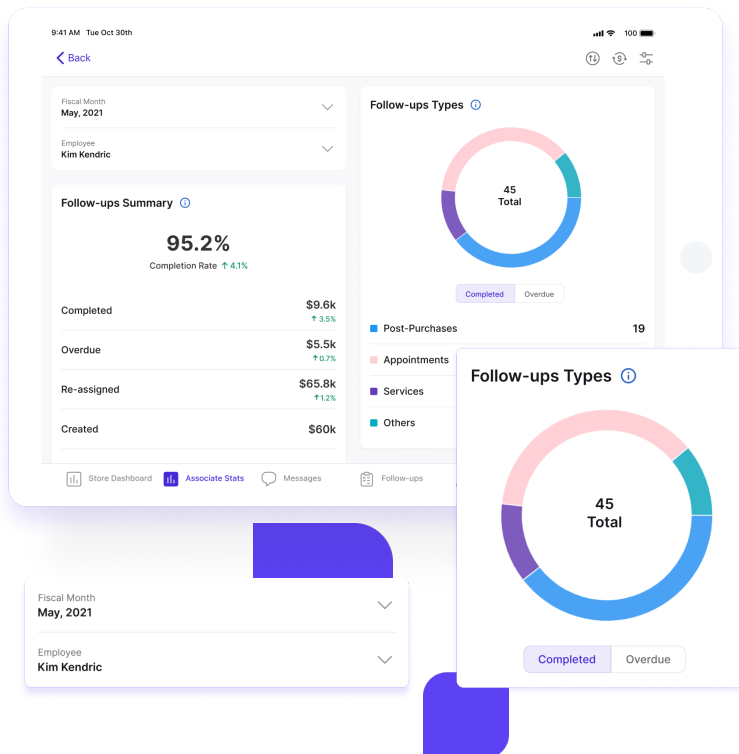 9:41 AM Tue Oct 30th
100
Back
Fiscal Month
May, 2021
Employee
Kim Kendric
Follow-ups Summary
95.2%
Completion Rate ↑ 4.1%
Completed $9.6k
↑ 3.5%
Overdue $5.5k
↑ 0.7%
Re-assigned $65.8k
↑ 1.2%
Created $60k
Follow-ups Types
45
Total
Completed Overdue
Post-Purchases 19
Appointments
Services
Others
Store Dashboard Associate Stats Messages Follow-ups
Follow-ups Types
45
Total
Completed Overdue
Fiscal Month
May, 2021
Employee
Kim Kendric